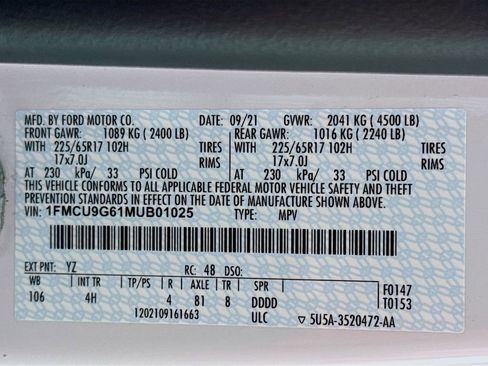 MFD. BY FORD MOTOR CO. DATE: 09/21 GVWR: 2041 KG ( 4500 LB)
FRONT GAWR: 1089 KG ( 2400 LB) REAR GAWR: 1016 KG ( 2240 LB)
WITH 225/65R17 102H TIRES WITH 225/65R17 102H TIRES
17x7.0J RIMS 17x7.0J RIMS
AT 230 kPa/ 33 PSI COLD AT 230 kPa/ 33 PSI COLD
THIS VEHICLE CONFORMS TO ALL APPLICABLE FEDERAL MOTOR VEHICLE SAFETY AND THEFT
PREVENTION STANDARDS IN EFFECT ON THE DATE OF MANUFACTURE SHOWN ABOVE.
VIN: 1FMCU9G61MUB01025 TYPE: MPV
EXT PNT: YZ RC: 48 DSO:
WB INT TR TP/PS R AXLE TR SPR F0147
106 4H 4 81 8 DDDD T0153
1202109161663 ULC ▽ 5U5A-3520472-AA